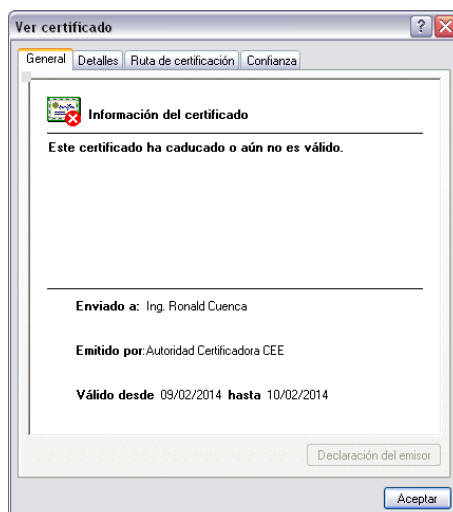 Ver certificado
General Detalles Ruta de certificación Confianza
Información del certificado
Este certificado ha caducado o aún no es válido.
Enviado a: Ing. Ronald Cuenca
Emitido por:Autoridad Certificadora CEE
Válido desde 09/02/2014 hasta 10/02/2014
Declaración del emisor
Aceptar